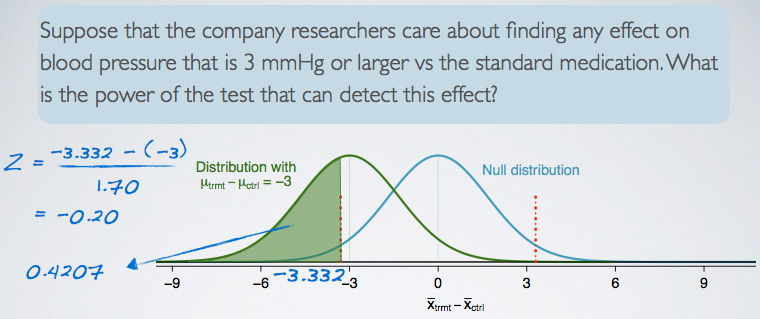 Suppose that the company researchers care about finding any effect on
blood pressure that is 3 mmHg or larger vs the standard medication. What
is the power of the test that can detect this effect?
Z = -3.332 - (-3)
1.70
= -0.20
0.4207
Distribution with
μtrmt − μctrl = −3
Null distribution
−9 −6 -3.332 −3 0 3 6 9
x̄trmt − x̄ctrl